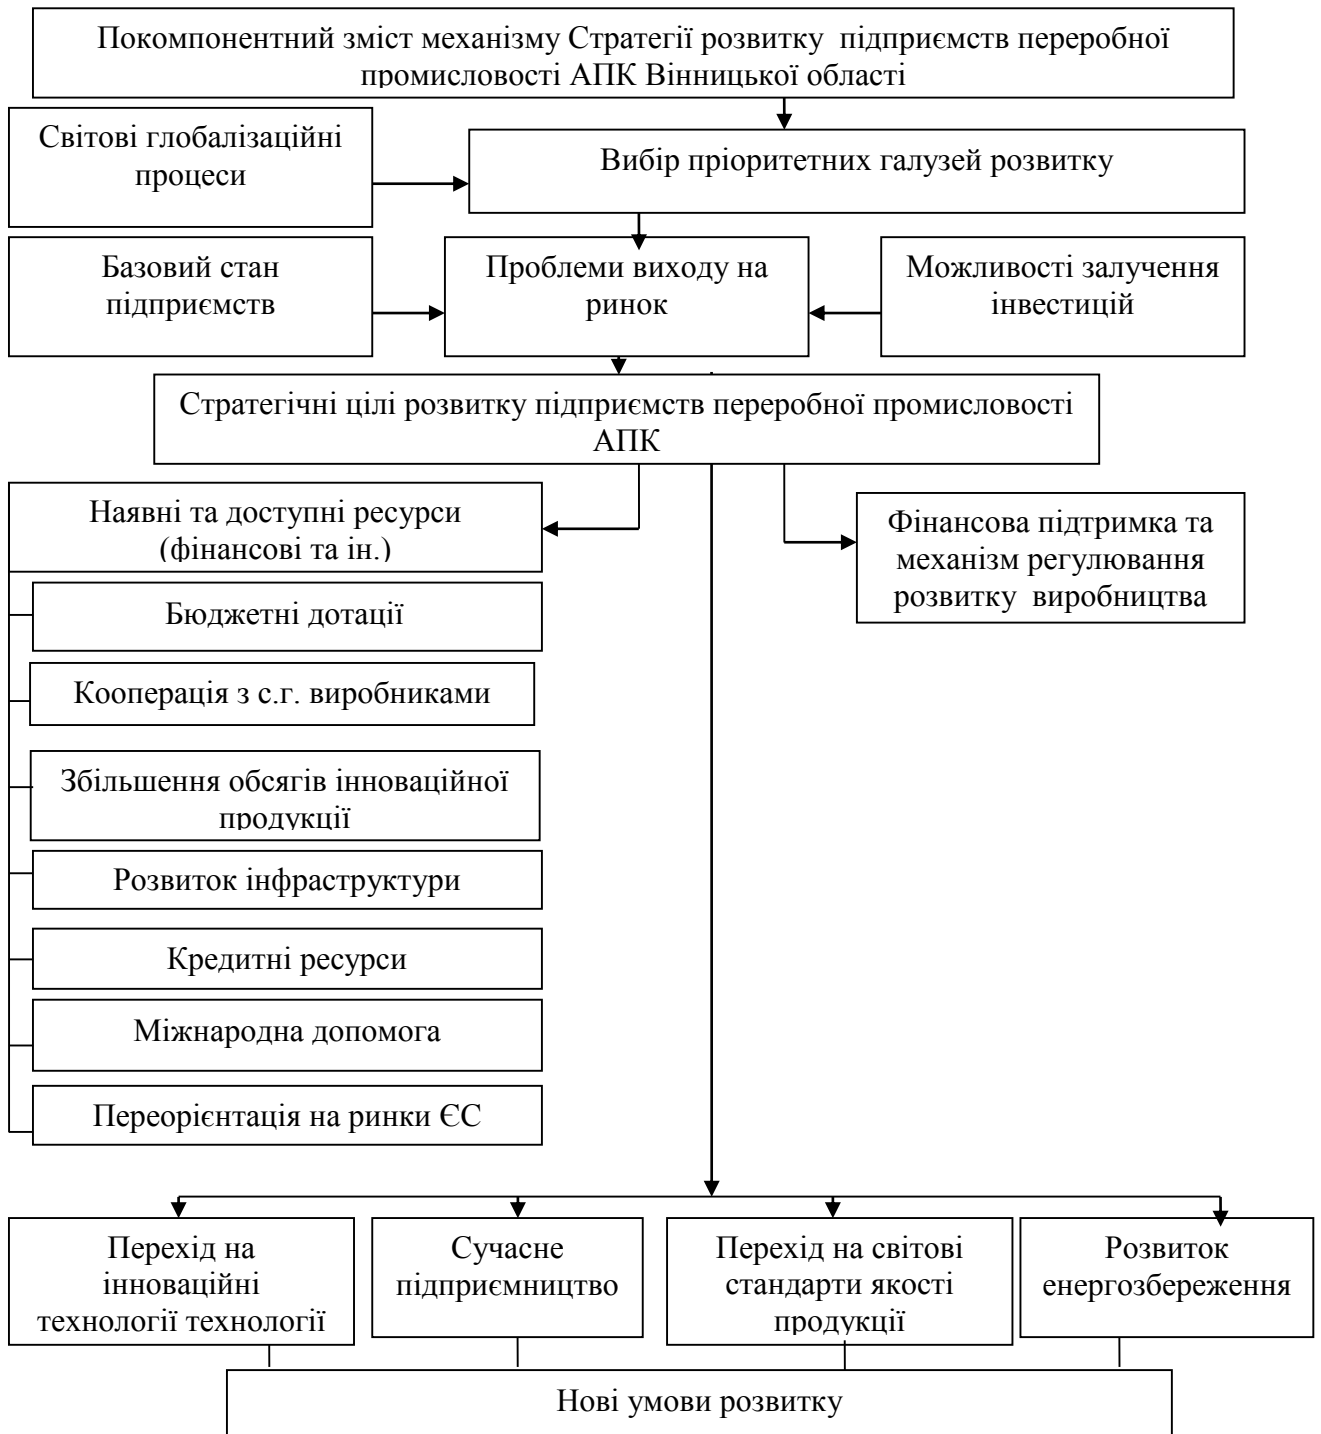 Покомпонентний зміст механізму Стратегії розвитку підприємств переробної
промисловості АПК Вінницької області
Світові глобалізаційні
процеси
Вибір пріоритетних галузей розвитку
Базовий стан
підприємств
Проблеми виходу на
ринок
Можливості залучення
інвестицій
Стратегічні цілі розвитку підприємств переробної промисловості
АПК
Наявні та доступні ресурси
(фінансові та ін.)
Фінансова підтримка та
механізм регулювання
розвитку виробництва
Бюджетні дотації
Кооперація з с.г. виробниками
Збільшення обсягів інноваційної
продукції
Розвиток інфраструктури
Кредитні ресурси
Міжнародна допомога
Переорієнтація на ринки ЄС
Перехід на
інноваційні
технології технології
Сучасне
підприємництво
Перехід на світові
стандарти якості
продукції
Розвиток
енергозбереження
Нові умови розвитку